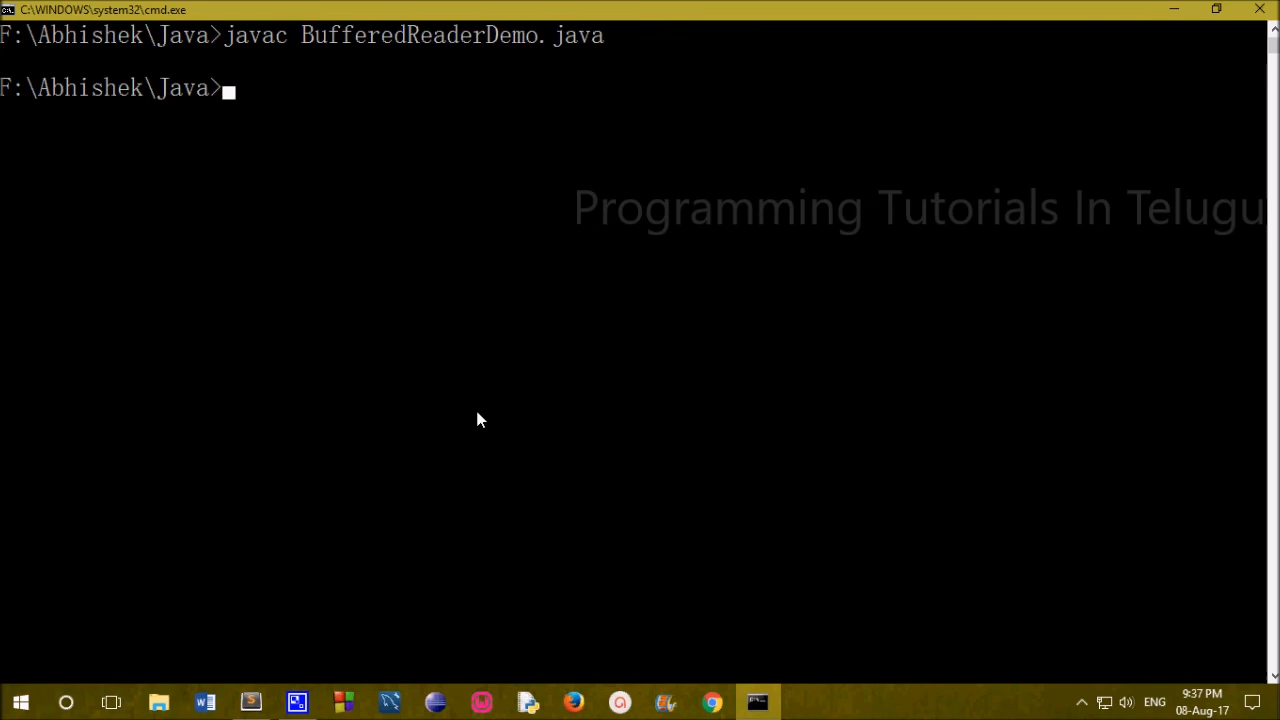 C:\WINDOWS\system32\cmd.exe
F:\Abhishek\Java>javac BufferedReaderDemo.java
F:\Abhishek\Java>
Programming Tutorials In Telugu
ENG
9:37 PM
08-Aug-17